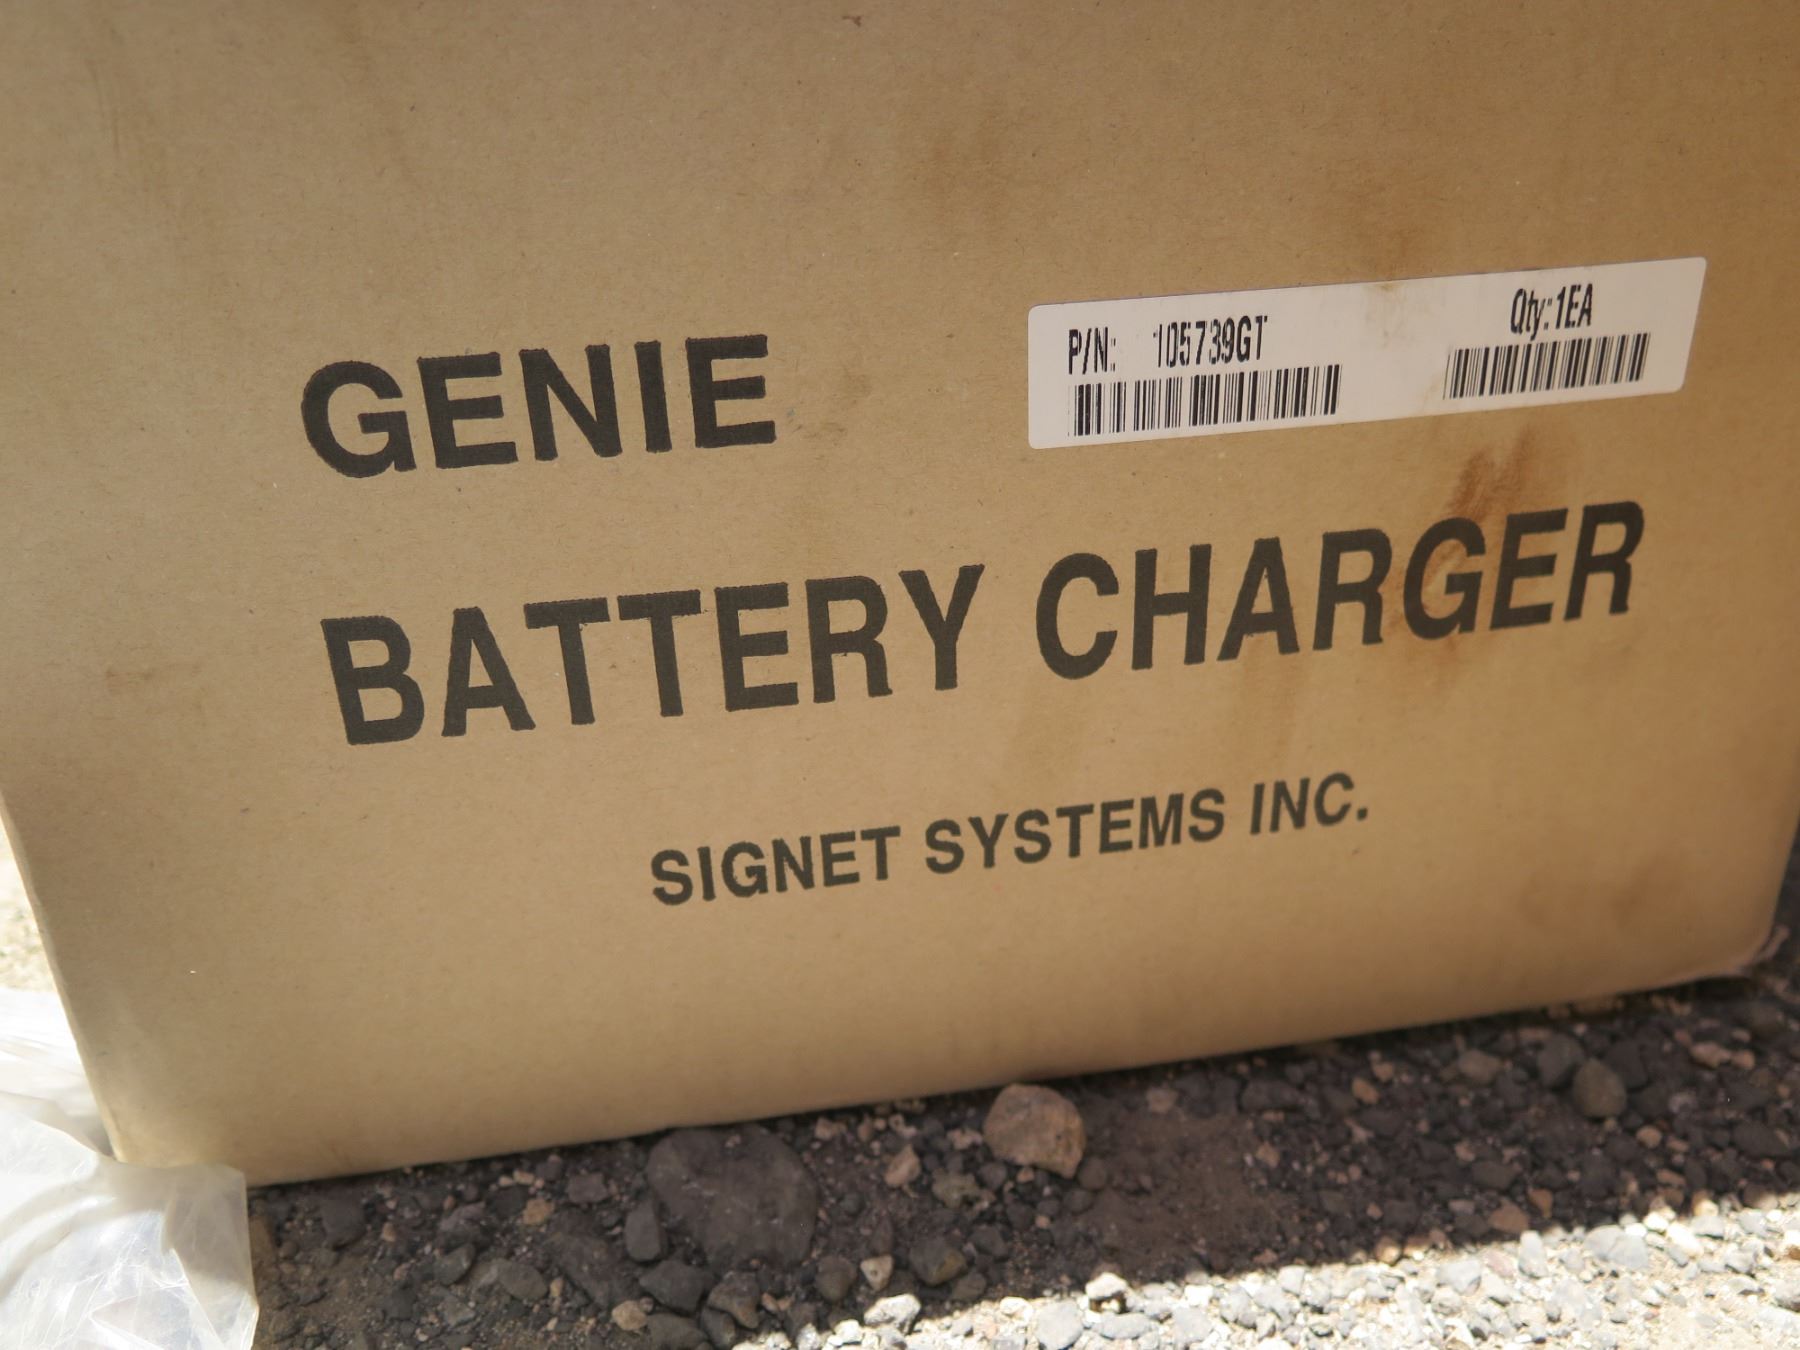 GENIE
P/N: 105739GT
Qty:1EA
BATTERY CHARGER
SIGNET SYSTEMS INC.